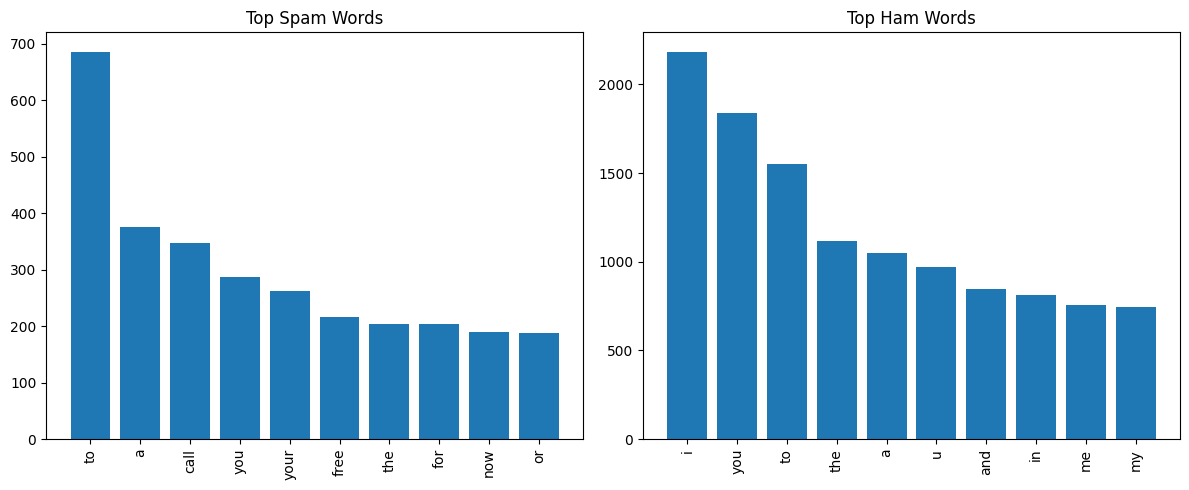 Top Spam Words
700
600
500
400
300
200
100
0
to
a
call
you
your
free
the
for
now
or
Top Ham Words
2000
1500
1000
500
0
i
you
to
the
a
u
and
in
me
my